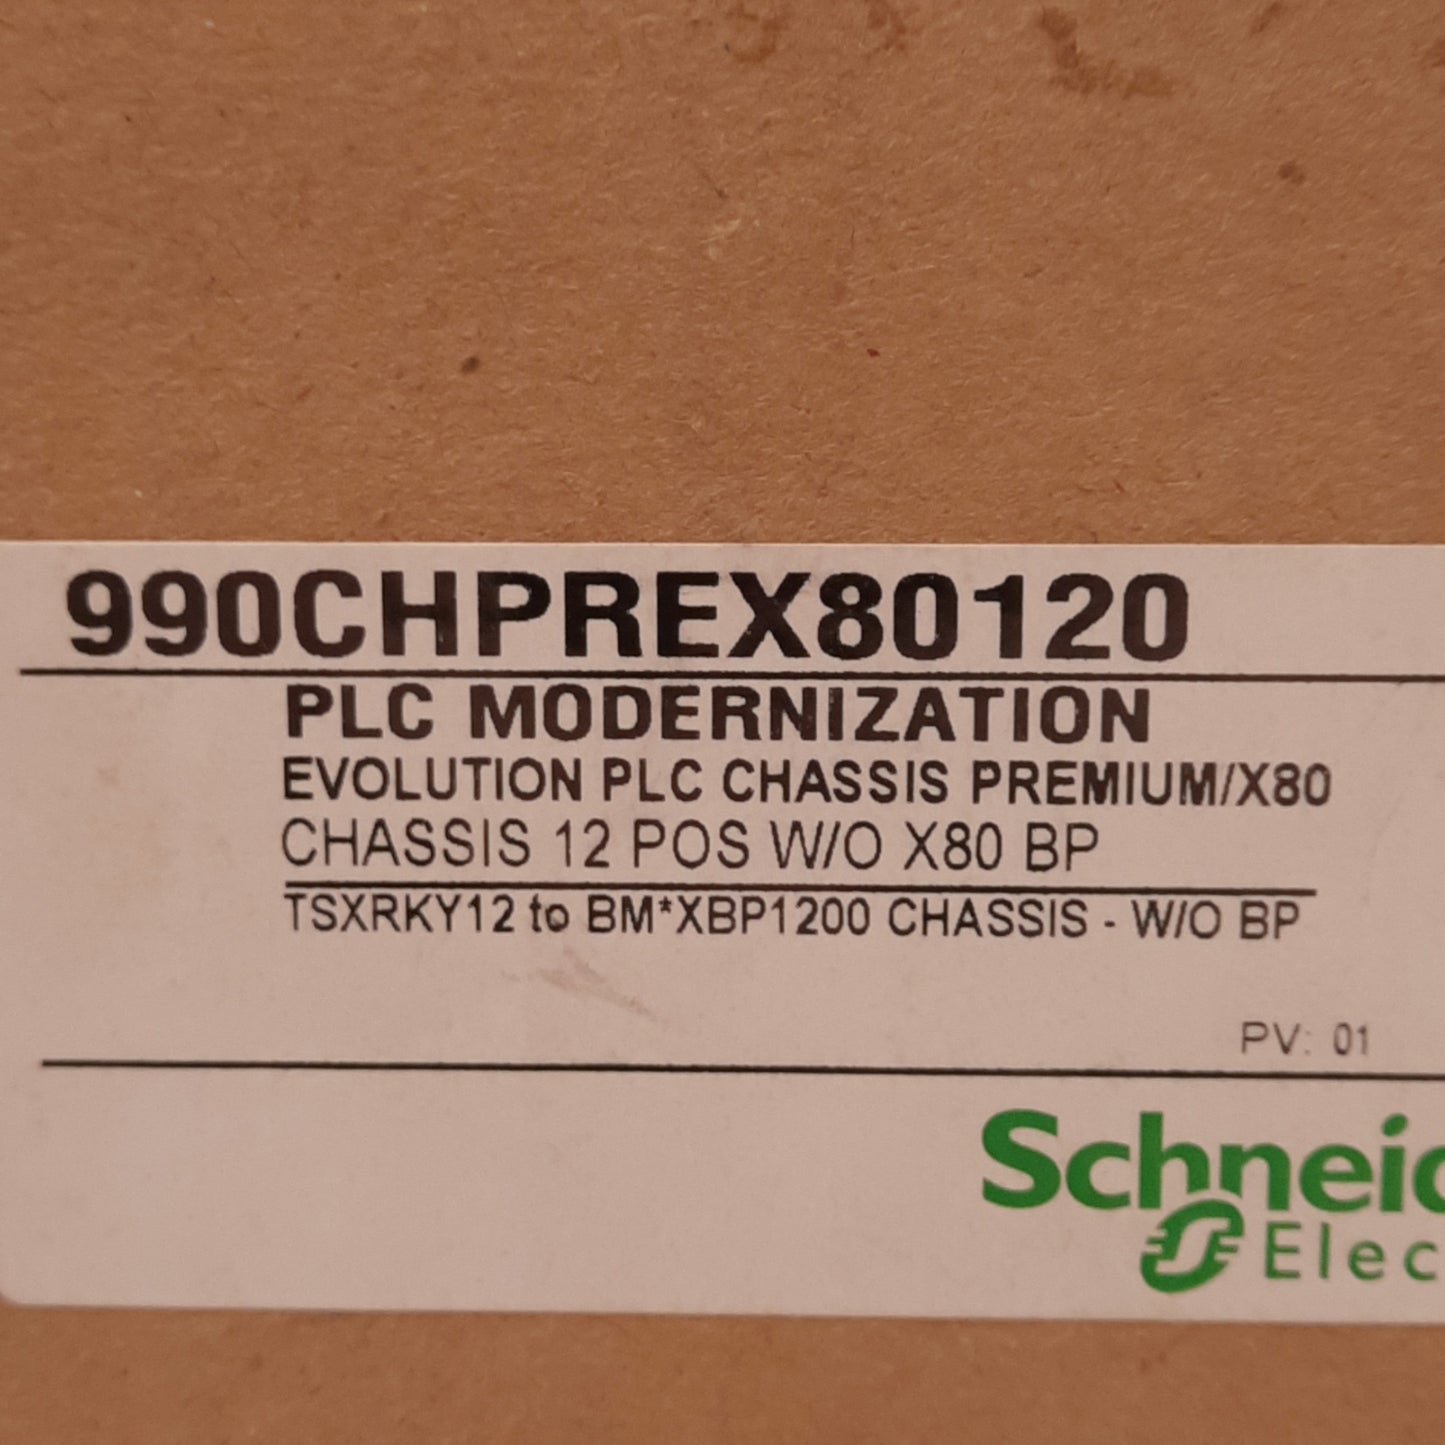 990CHPREX80120
PLC MODERNIZATION
EVOLUTION PLC CHASSIS PREMIUM/X80
CHASSIS 12 POS W/O X80 BP
TSXRKY12 to BM*XBP1200 CHASSIS - W/O BP
PV: 01
Schneid
Elec